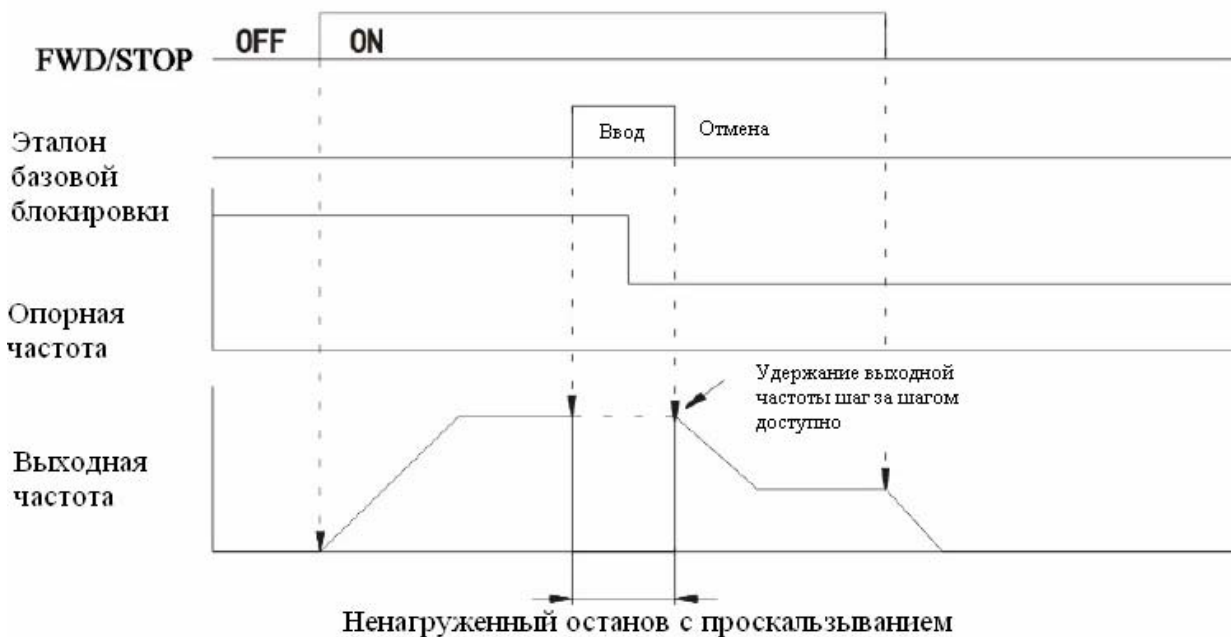 OFF ON
FWD/STOP
Эталон
базовой
блокировки
Ввод
Отмена
Опорная
частота
Удержание выходной
частоты шаг за шагом
доступно
Выходная
частота
Ненагруженный останов с проскальзыванием